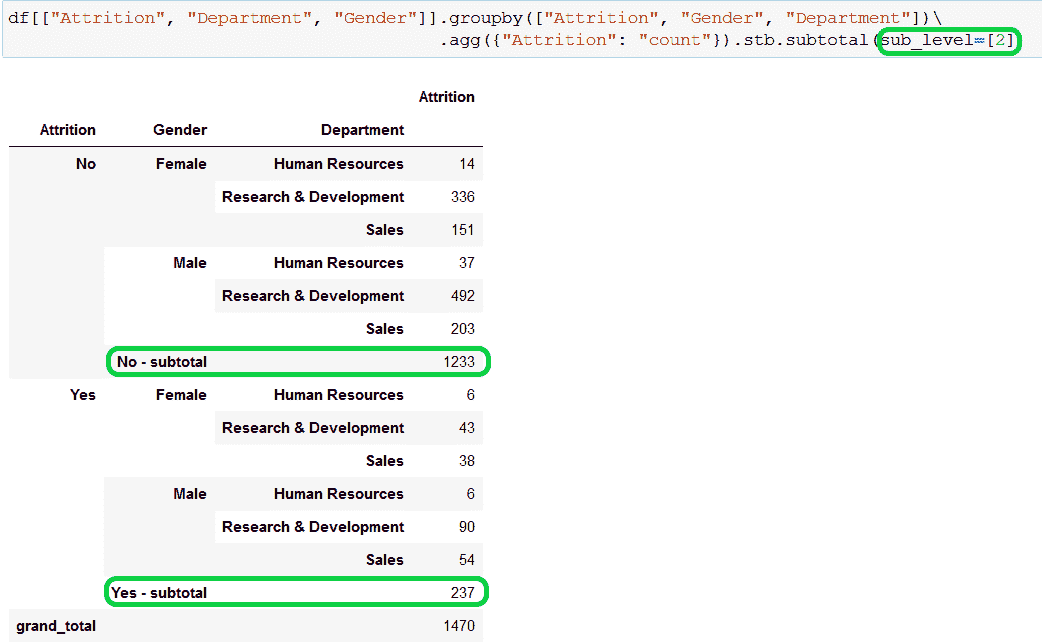 df[["Attrition", "Department", "Gender"]].groupby(["Attrition", "Gender", "Department"])\
.agg({"Attrition": "count"}).stb.subtotal(sub_level=[2]
Attrition
Attrition Gender Department
No Female Human Resources 14
Research & Development 336
Sales 151
Male Human Resources 37
Research & Development 492
Sales 203
No - subtotal 1233
Yes Female Human Resources 6
Research & Development 43
Sales 38
Male Human Resources 6
Research & Development 90
Sales 54
Yes - subtotal 237
grand_total 1470